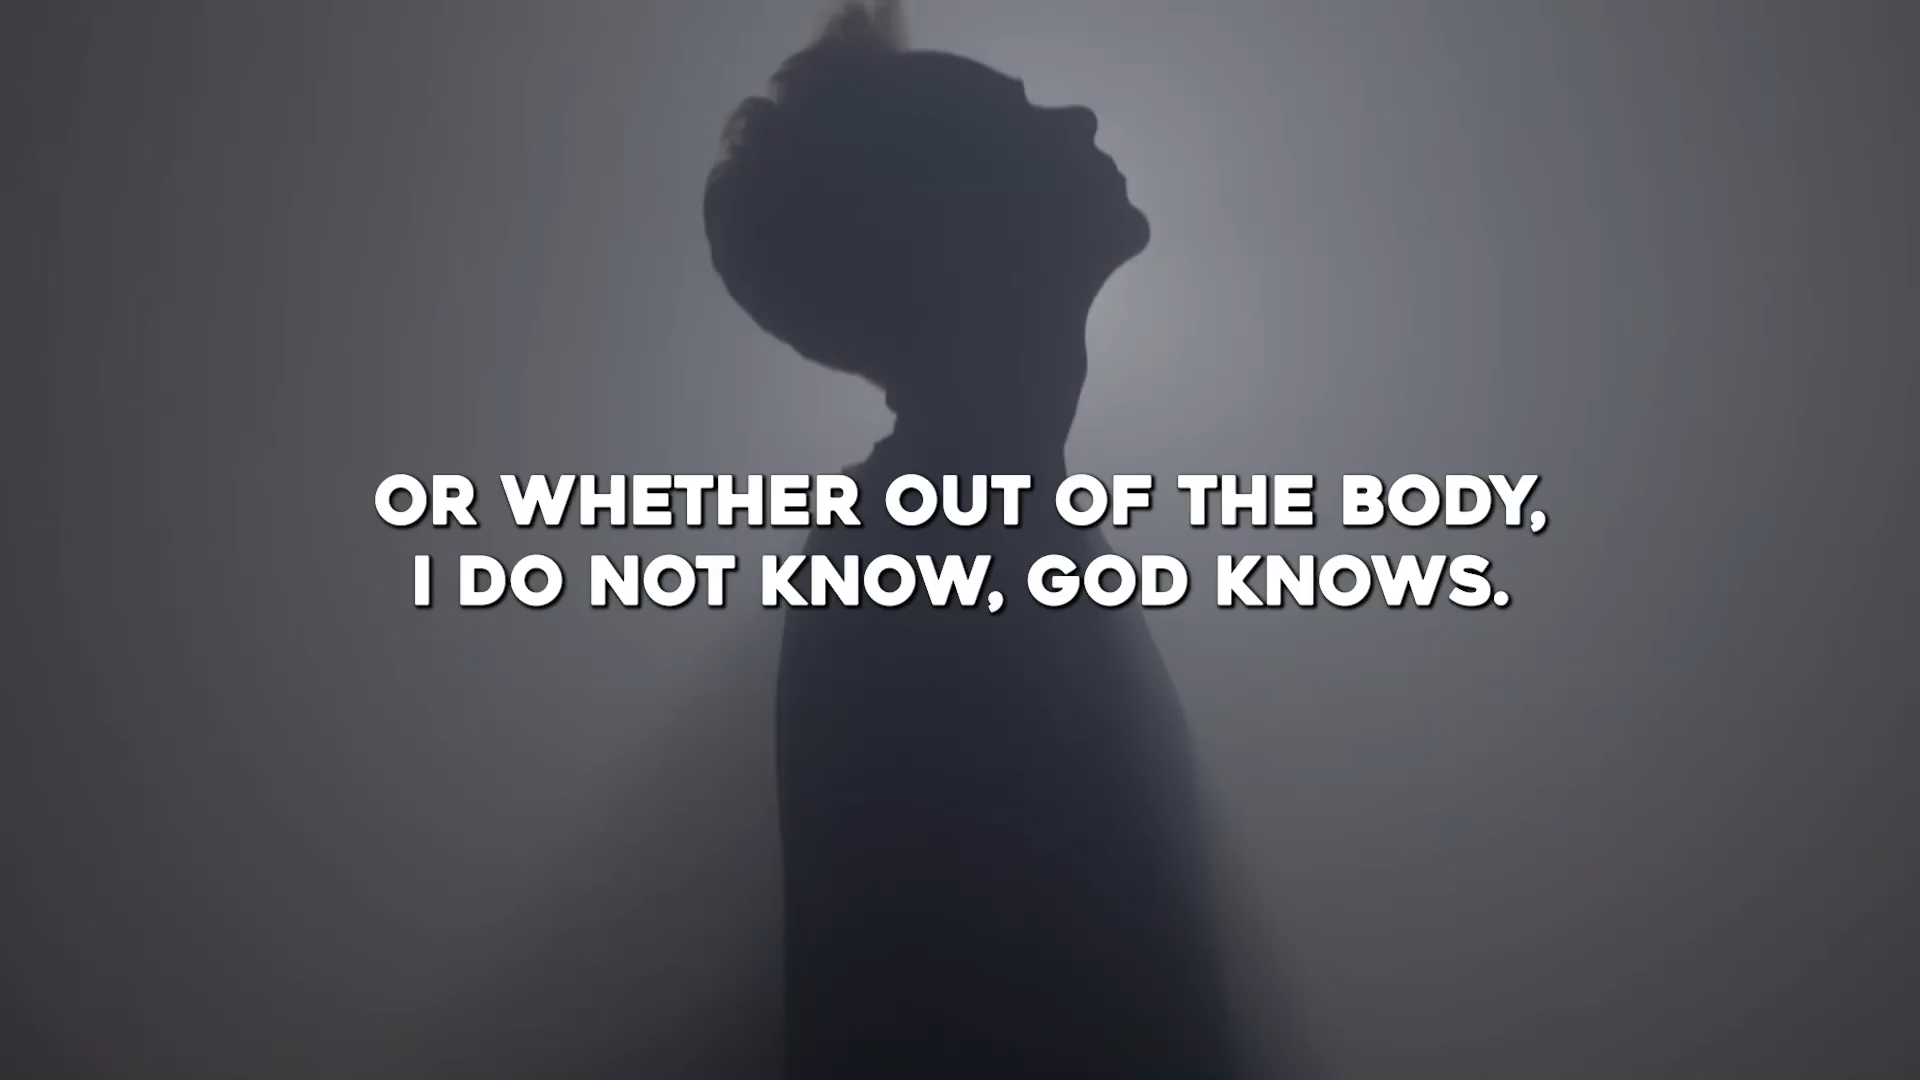 OR WHETHER OUT OF THE BODY,
I DO NOT KNOW, GOD KNOWS.